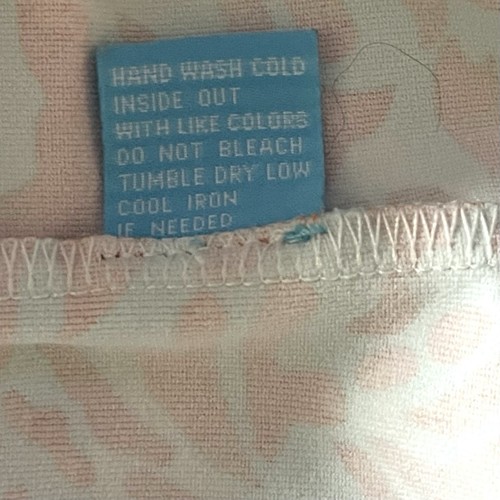 HAND WASH COLD
INSIDE OUT
WITH LIKE COLORS
DO NOT BLEACH
TUMBLE DRY LOW
COOL IRON
IF NEEDED